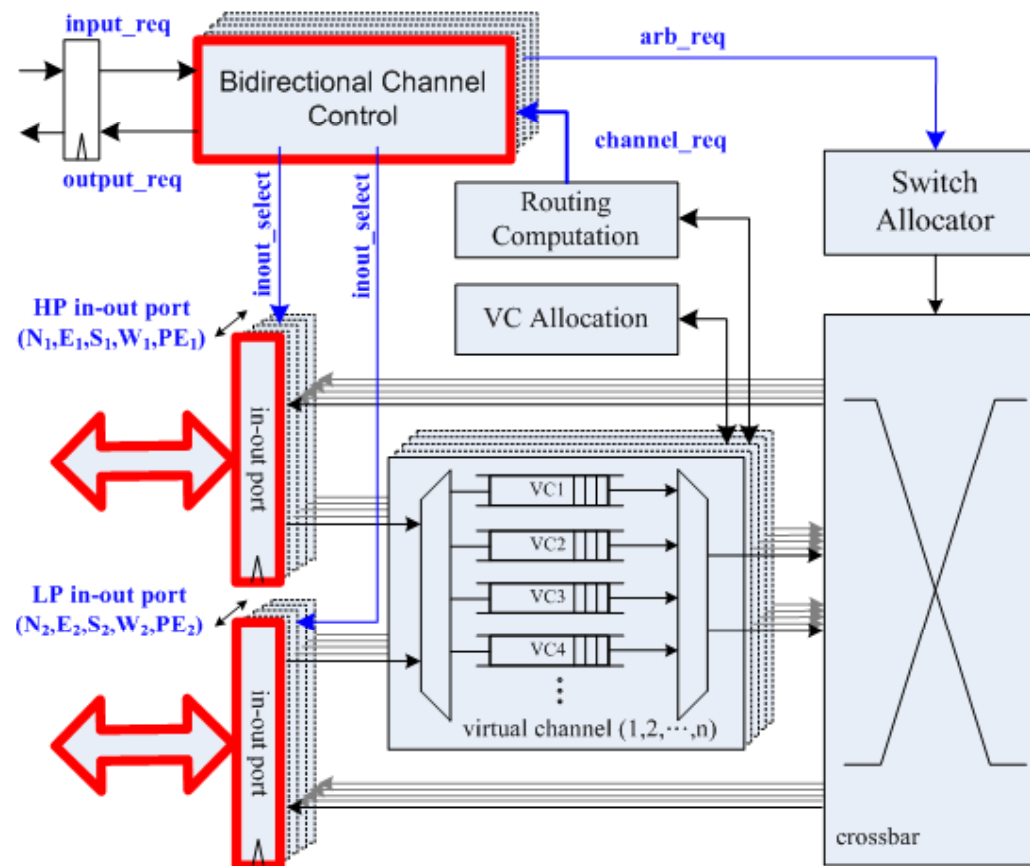 input_req
arb_req
Bidirectional Channel
Control
channel_req
output_req
inout_select
inout_select
Routing
Computation
Switch
Allocator
HP in-out port
(N1,E1,S1,W1,PE1)
VC Allocation
in-out port
VC1
VC2
VC3
VC4
LP in-out port
(N2,E2,S2,W2,PE2)
in-out port
virtual channel (1,2,⋯,n)
crossbar